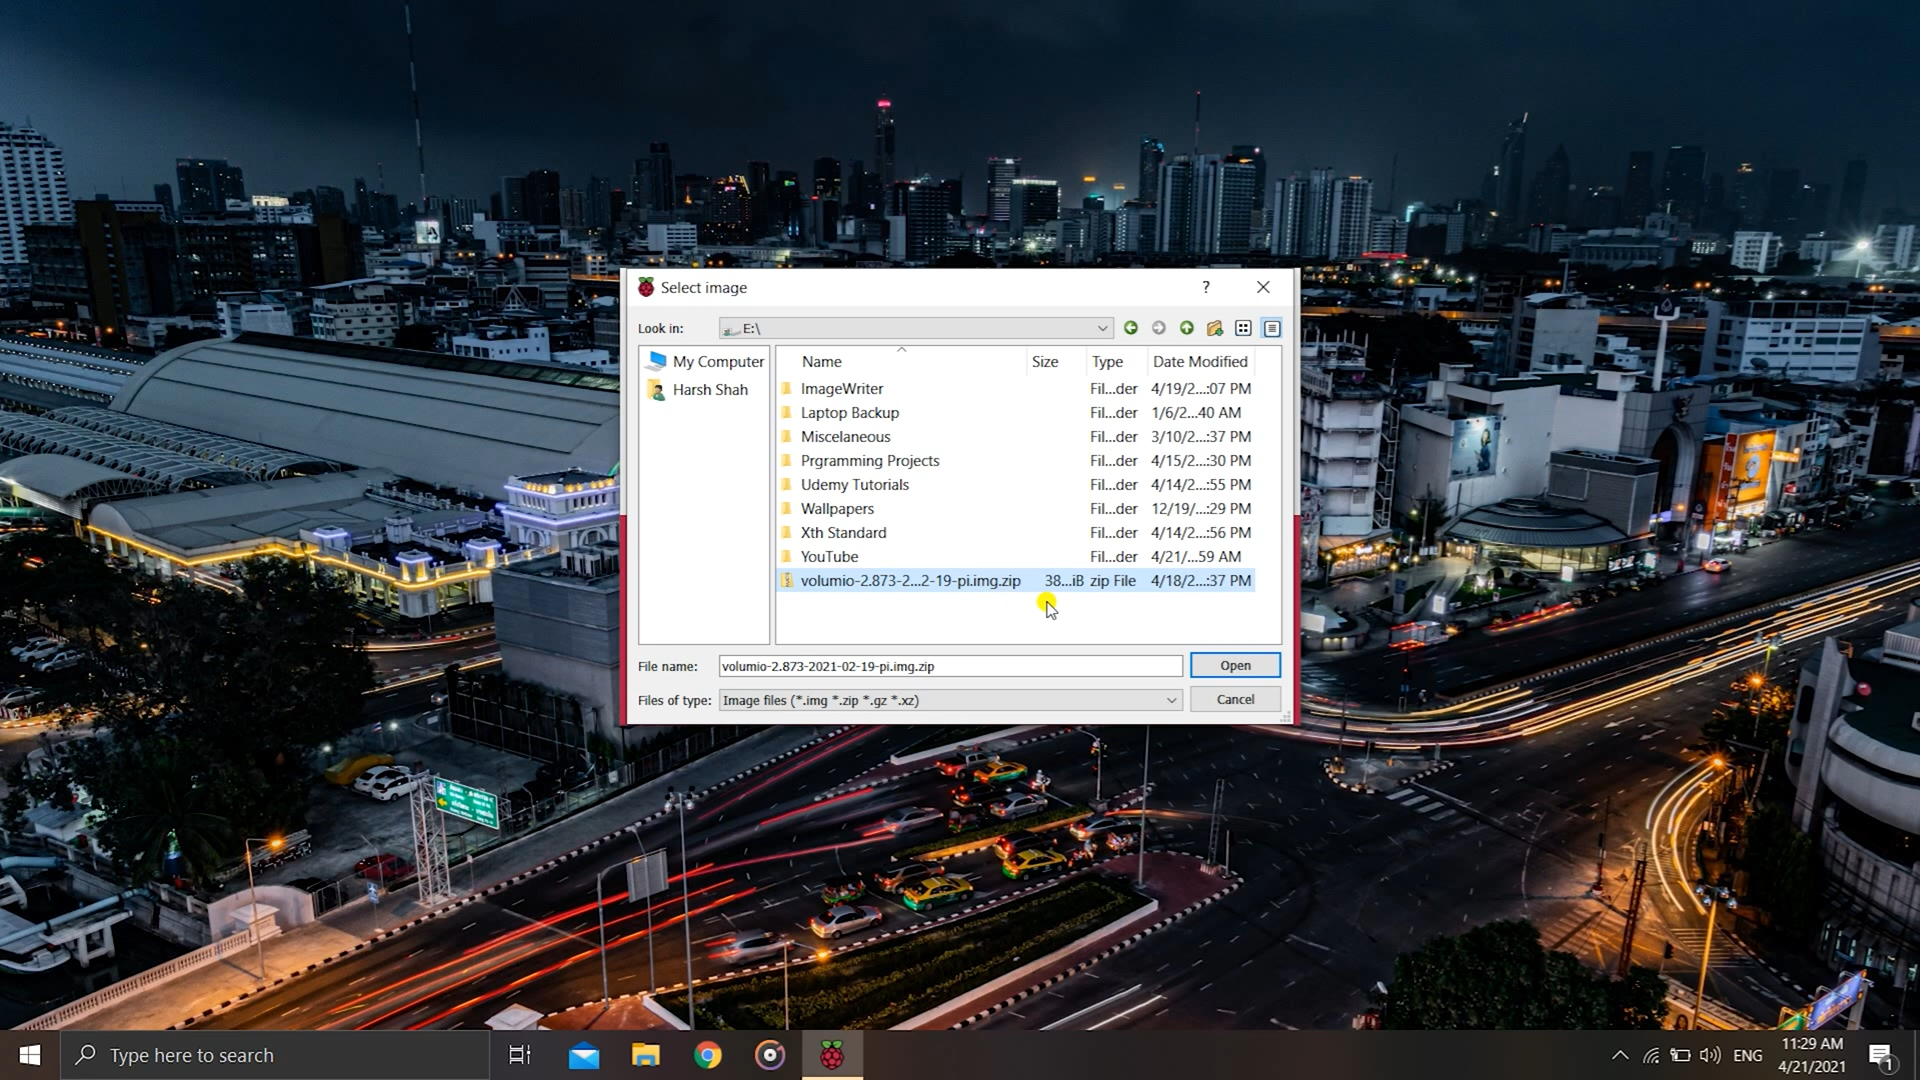 Select image
?
Look in:
E:\
My Computer
Harsh Shah
Name Size Type Date Modified
ImageWriter Fil...der 4/19/2...:07 PM
Laptop Backup Fil...der 1/6/2...40 AM
Miscelaneous Fil...der 3/10/2...:37 PM
Prgramming Projects Fil...der 4/15/2...:30 PM
Udemy Tutorials Fil...der 4/14/2...:55 PM
Wallpapers Fil...der 12/19/...:29 PM
Xth Standard Fil...der 4/14/2...:56 PM
YouTube Fil...der 4/21/...59 AM
volumio-2.873-2...2-19-pi.img.zip 38...iB zip File 4/18/2...:37 PM
File name: volumio-2.873-2021-02-19-pi.img.zip Open
Files of type: Image files (*.img *.zip *.gz *.xz) Cancel
Type here to search
ENG
11:29 AM
4/21/2021
1